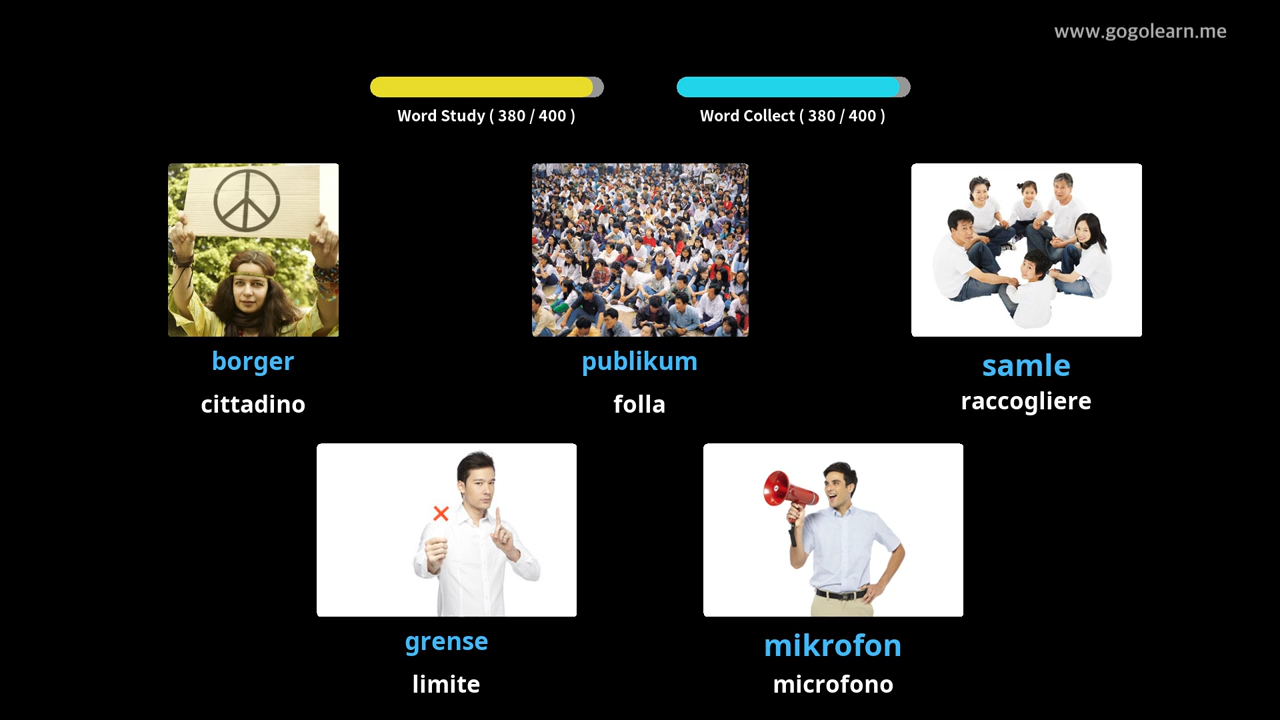 www.gogolearn.me
Word Study ( 380 / 400 )
Word Collect ( 380 / 400 )
borger
cittadino
publikum
folla
samle
raccogliere
grense
limite
mikrofon
microfono